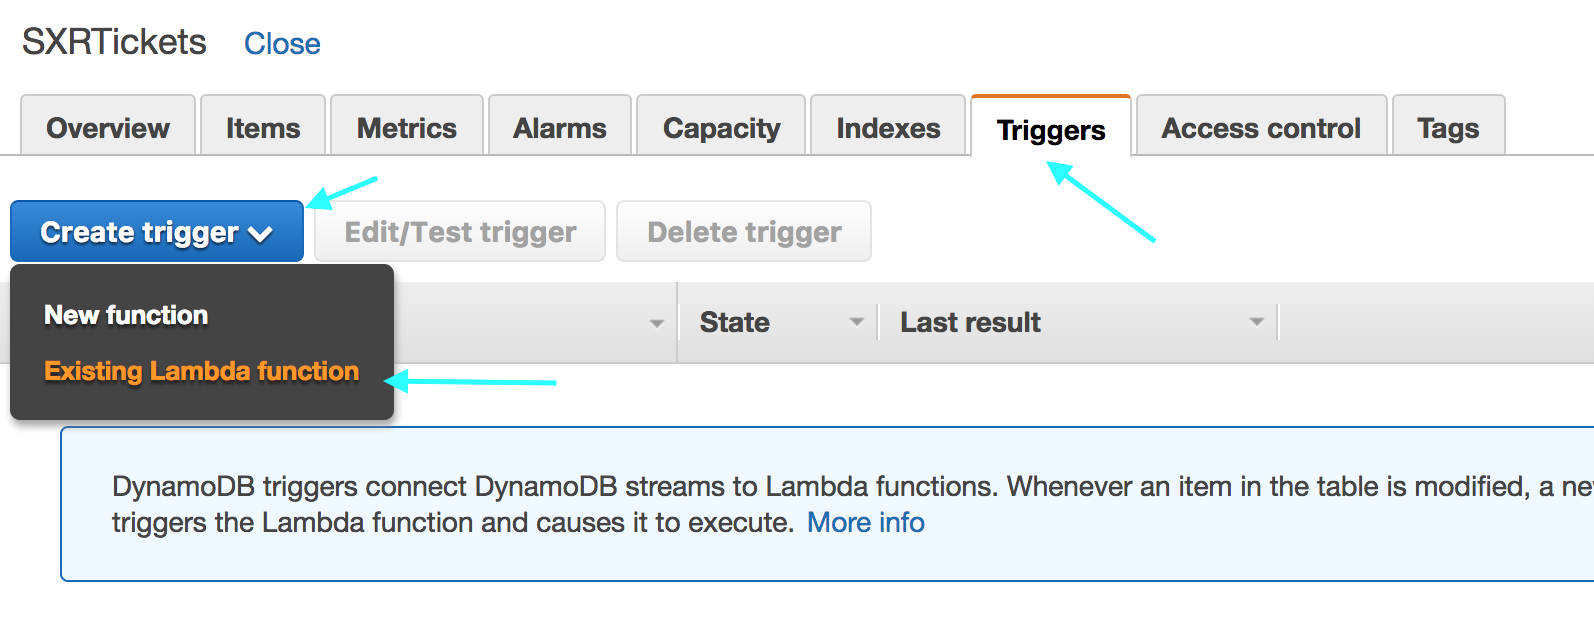 SXRTickets Close
Overview Items Metrics Alarms Capacity Indexes Triggers Access control Tags
Create trigger Edit/Test trigger Delete trigger
New function
State Last result
Existing Lambda function
DynamoDB triggers connect DynamoDB streams to Lambda functions. Whenever an item in the table is modified, a
triggers the Lambda function and causes it to execute. More info